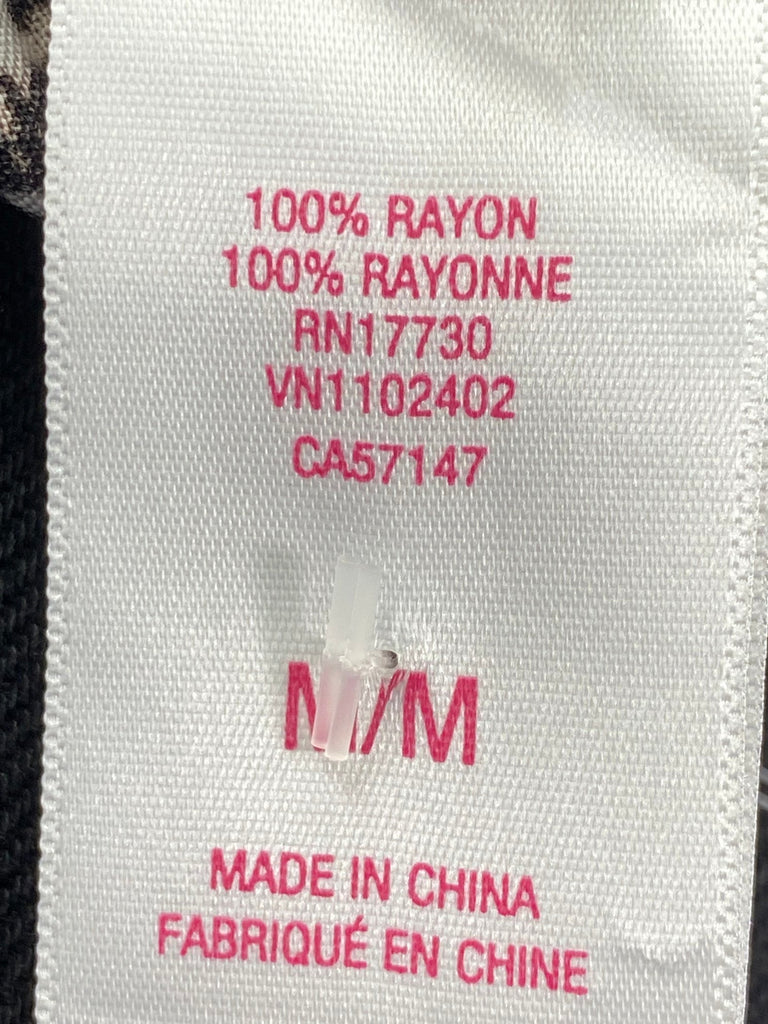 100% RAYON
100% RAYONNE
RN17730
VN1102402
CA57147
M/M
MADE IN CHINA
FABRIQUÉ EN CHINE